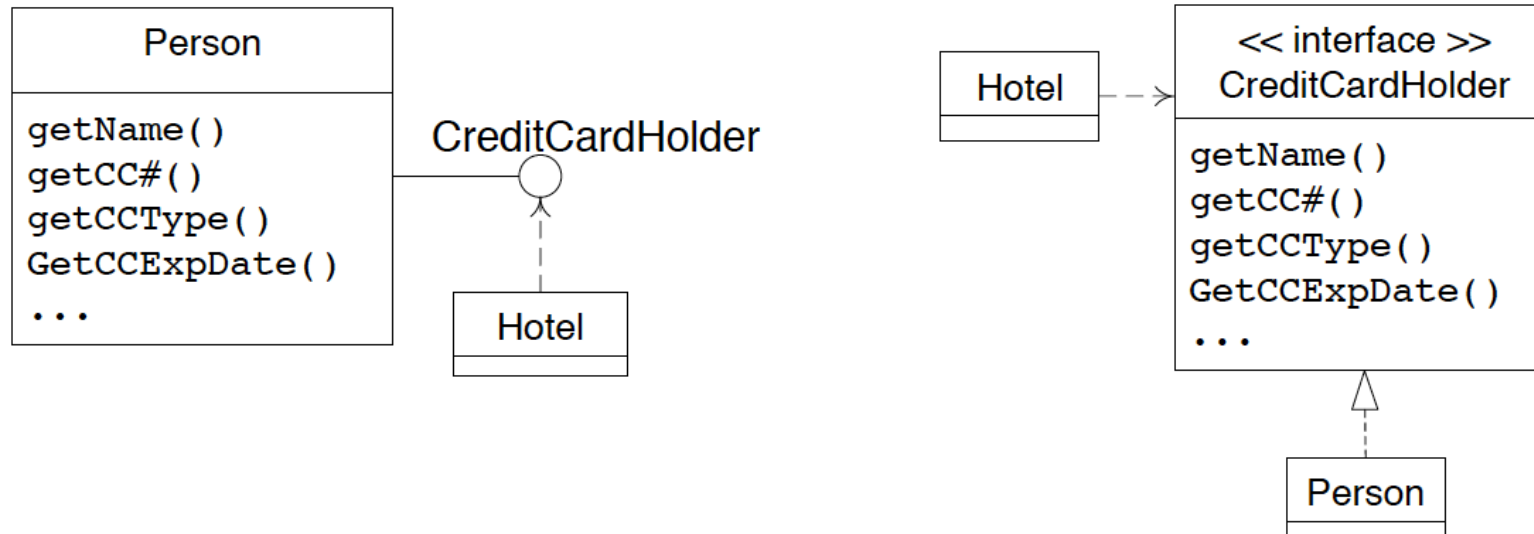 Person
getName()
getCC#()
getCCType()
GetCCExpDate()
...
CreditCardHolder
Hotel
Hotel
<< interface >>
CreditCardHolder
getName()
getCC#()
getCCType()
GetCCExpDate()
...
Person